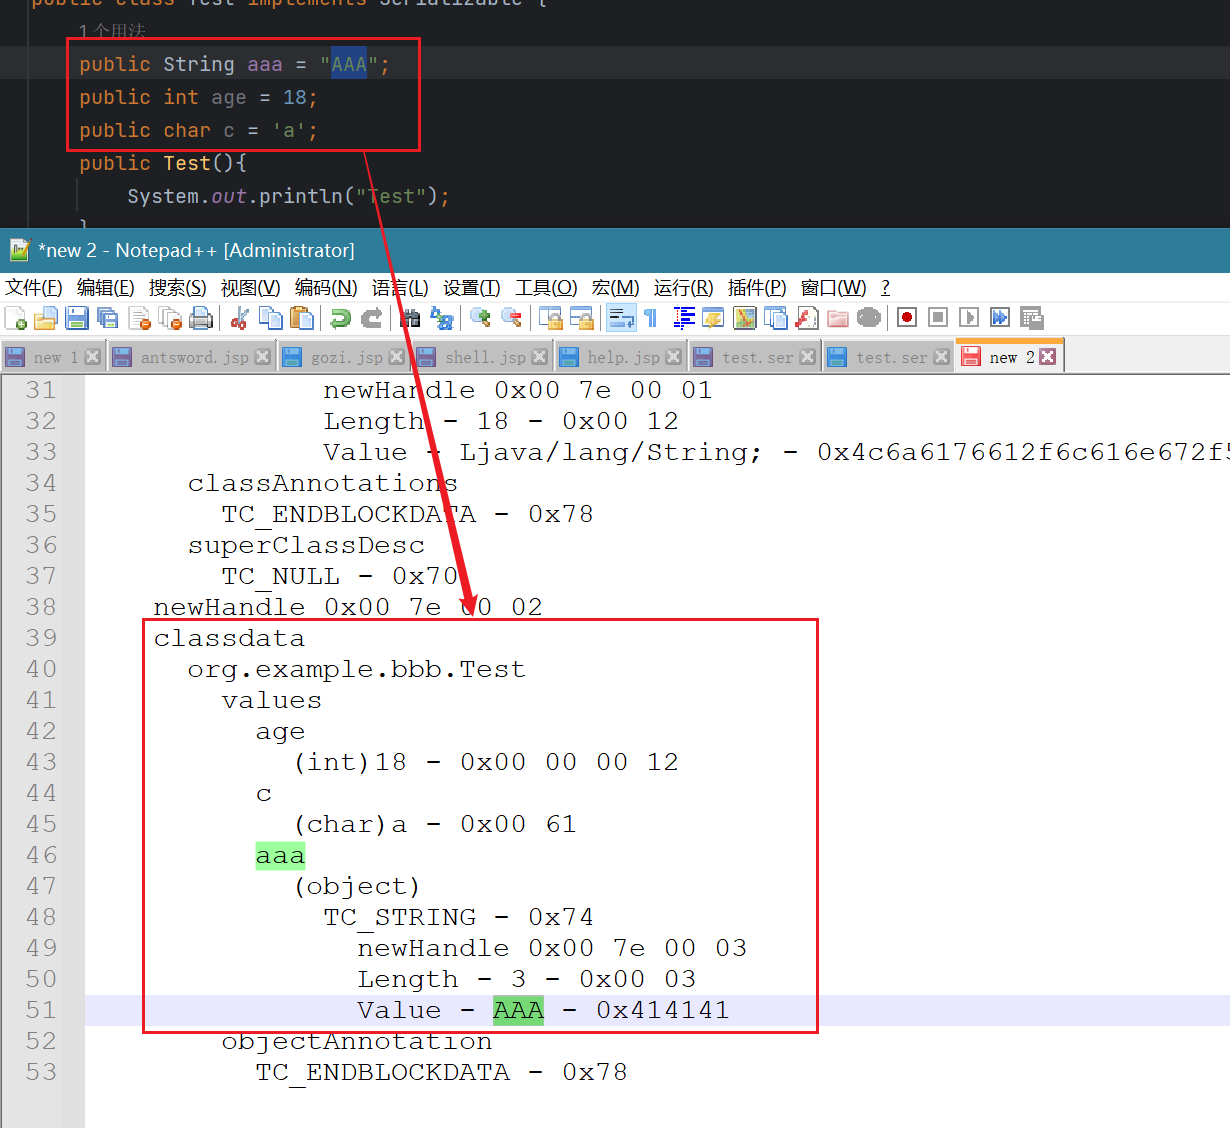 public class Test implements Serializable {
1个用法
public String aaa = "AAA";
public int age = 18;
public char c = 'a';
public Test(){
System.out.println("Test");
}
*new 2 - Notepad++ [Administrator]
文件(F) 编辑(E) 搜索(S) 视图(V) 编码(N) 语言(L) 设置(T) 工具(O) 宏(M) 运行(R) 插件(P) 窗口(W) ?
new 1 antsword.jsp gozi.jsp shell.jsp help.jsp test.ser test.ser new 2
31 newHandle 0x00 7e 00 01
32 Length - 18 - 0x00 12
33 Value - Ljava/lang/String; - 0x4c6a6176612f6c616e672f5
34 classAnnotations
35 TC_ENDBLOCKDATA - 0x78
36 superClassDesc
37 TC_NULL - 0x70
38 newHandle 0x00 7e 00 02
39 classdata
40 org.example.bbb.Test
41 values
42 age
43 (int)18 - 0x00 00 00 12
44 c
45 (char)a - 0x00 61
46 aaa
47 (object)
48 TC_STRING - 0x74
49 newHandle 0x00 7e 00 03
50 Length - 3 - 0x00 03
51 Value - AAA - 0x414141
52 objectAnnotation
53 TC_ENDBLOCKDATA - 0x78